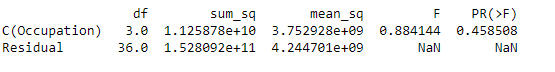 df sum_sq mean_sq F PR(>F)
C(Occupation) 3.0 1.125878e+10 3.752928e+09 0.884144 0.458508
Residual 36.0 1.528092e+11 4.244701e+09 NaN NaN